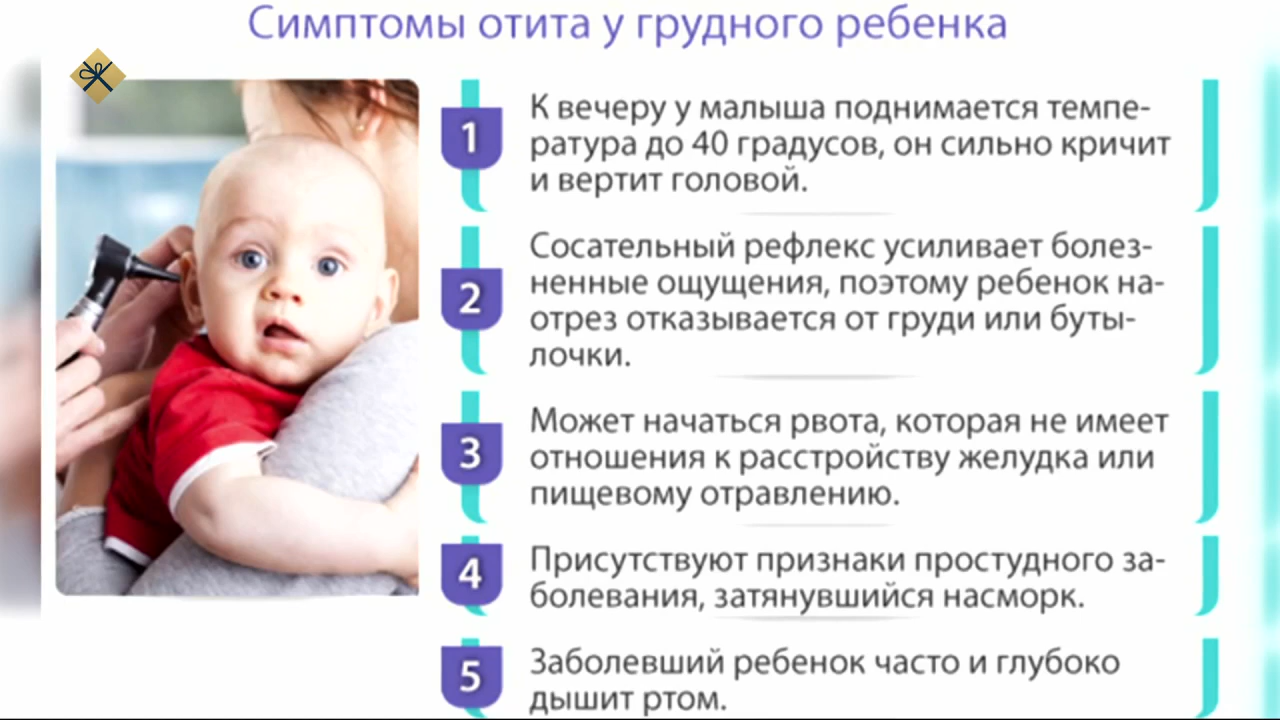 Симптомы отита у грудного ребенка
1
К вечеру у малыша поднимается темпе-
ратура до 40 градусов, он сильно кричит
и вертит головой.
2
Сосательный рефлекс усиливает болез-
ненные ощущения, поэтому ребенок на-
отрез отказывается от груди или буты-
лочки.
3
Может начаться рвота, которая не имеет
отношения к расстройству желудка или
пищевому отравлению.
4
Присутствуют признаки простудного за-
болевания, затянувшийся насморк.
5
Заболевший ребенок часто и глубоко
дышит ртом.